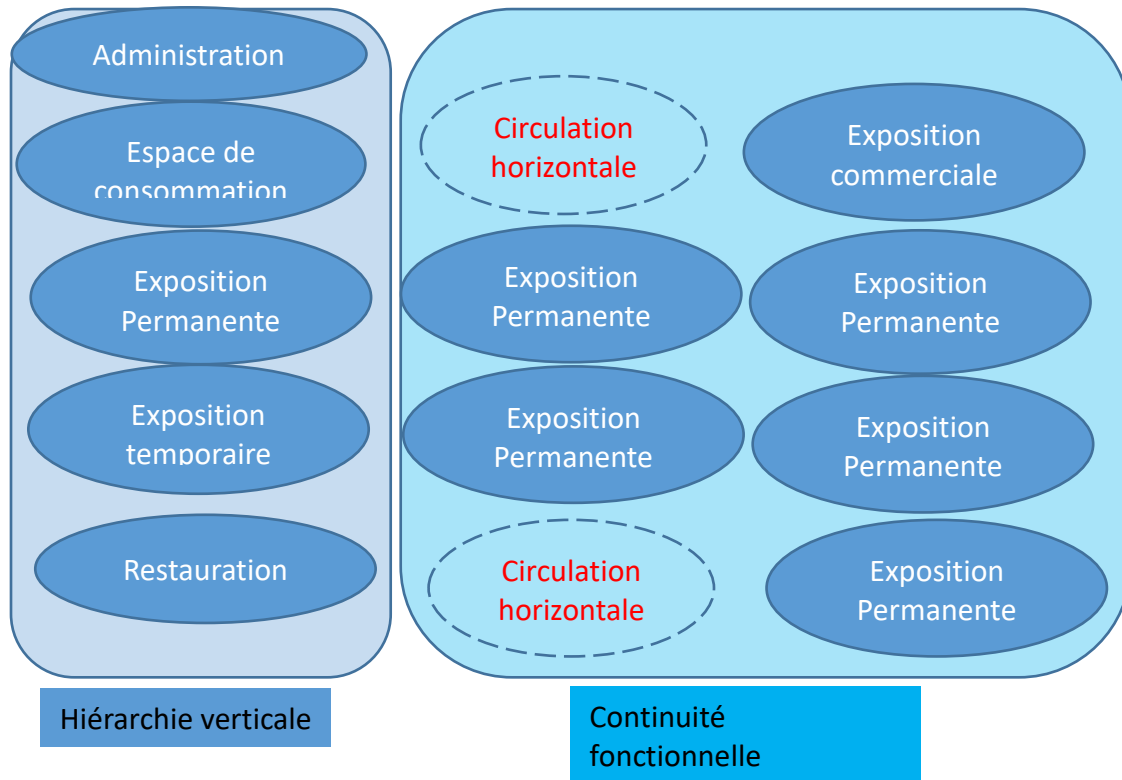 Administration
Espace de
consommation
Exposition
Permanente
Exposition
temporaire
Restauration
Hiérarchie verticale
Circulation
horizontale
Exposition
commerciale
Exposition
Permanente
Exposition
Permanente
Exposition
Permanente
Exposition
Permanente
Circulation
horizontale
Exposition
Permanente
Continuité
fonctionnelle